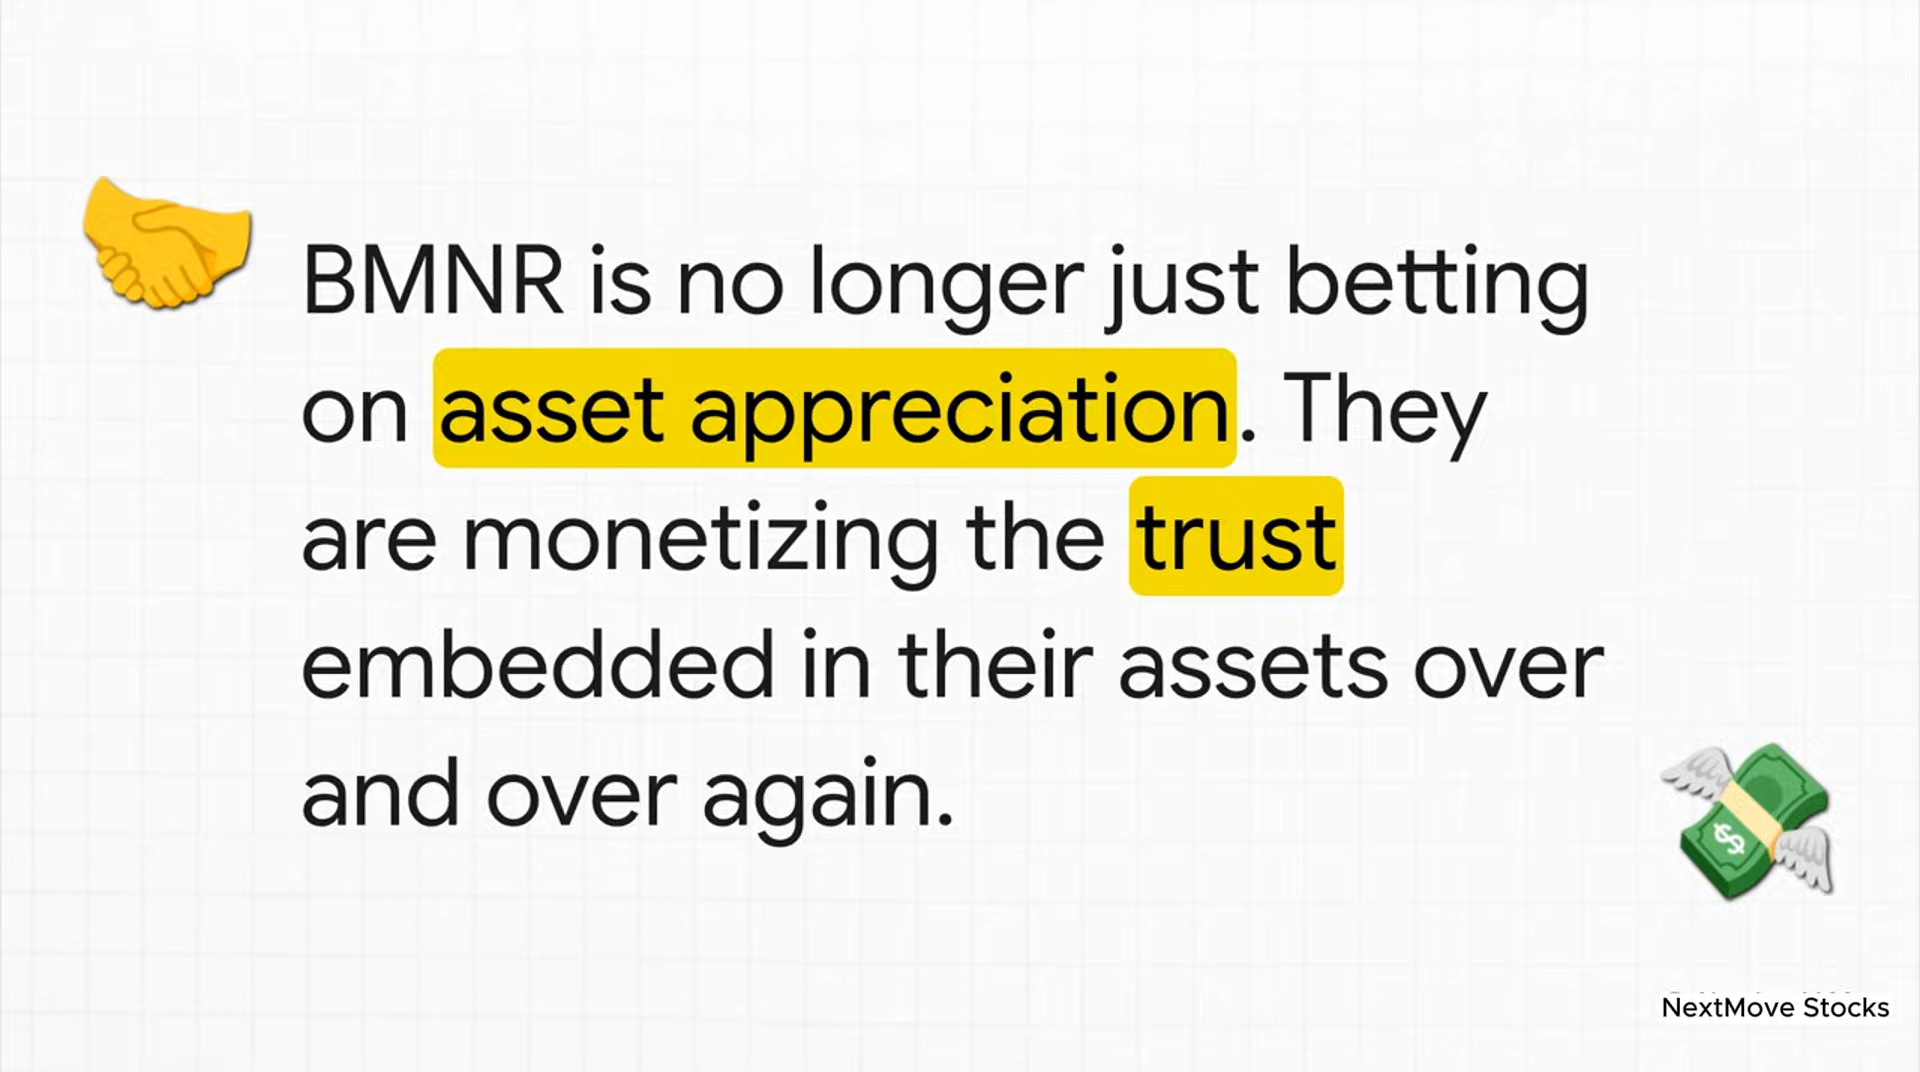 BMNR is no longer just betting
on asset appreciation. They
are monetizing the trust
embedded in their assets over
and over again.
$
NextMove Stocks